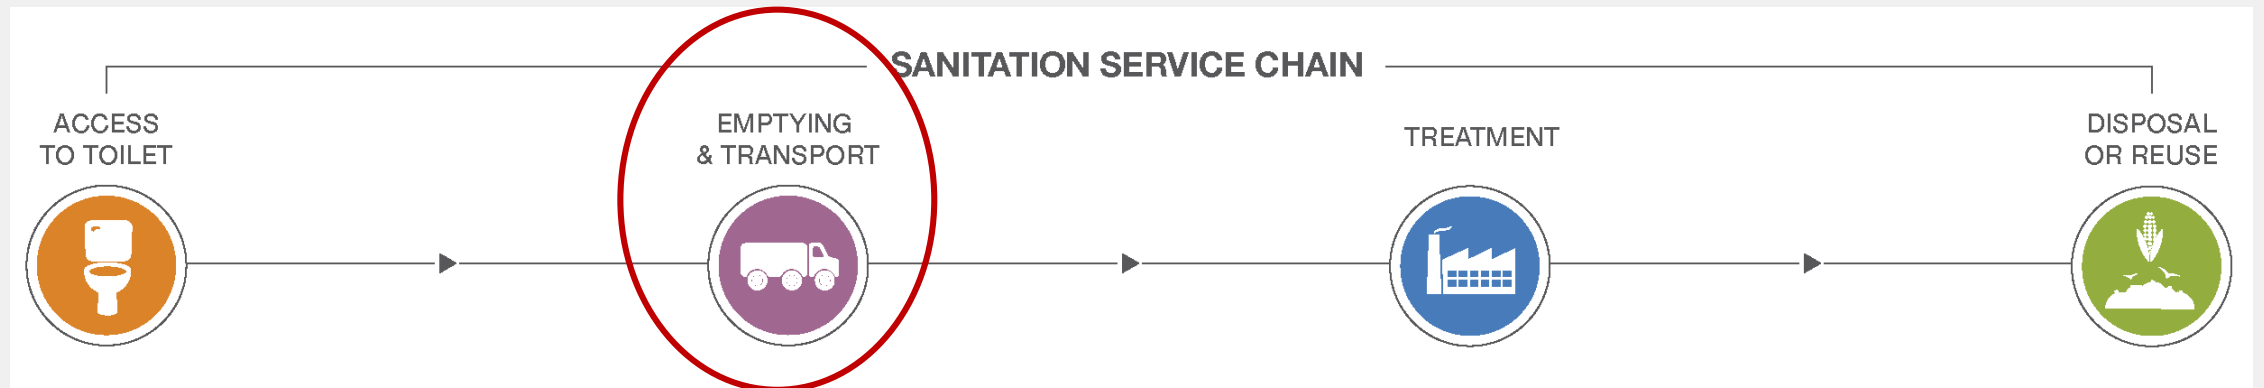 SANITATION SERVICE CHAIN
ACCESS
TO TOILET
EMPTYING
& TRANSPORT
TREATMENT
DISPOSAL
OR REUSE